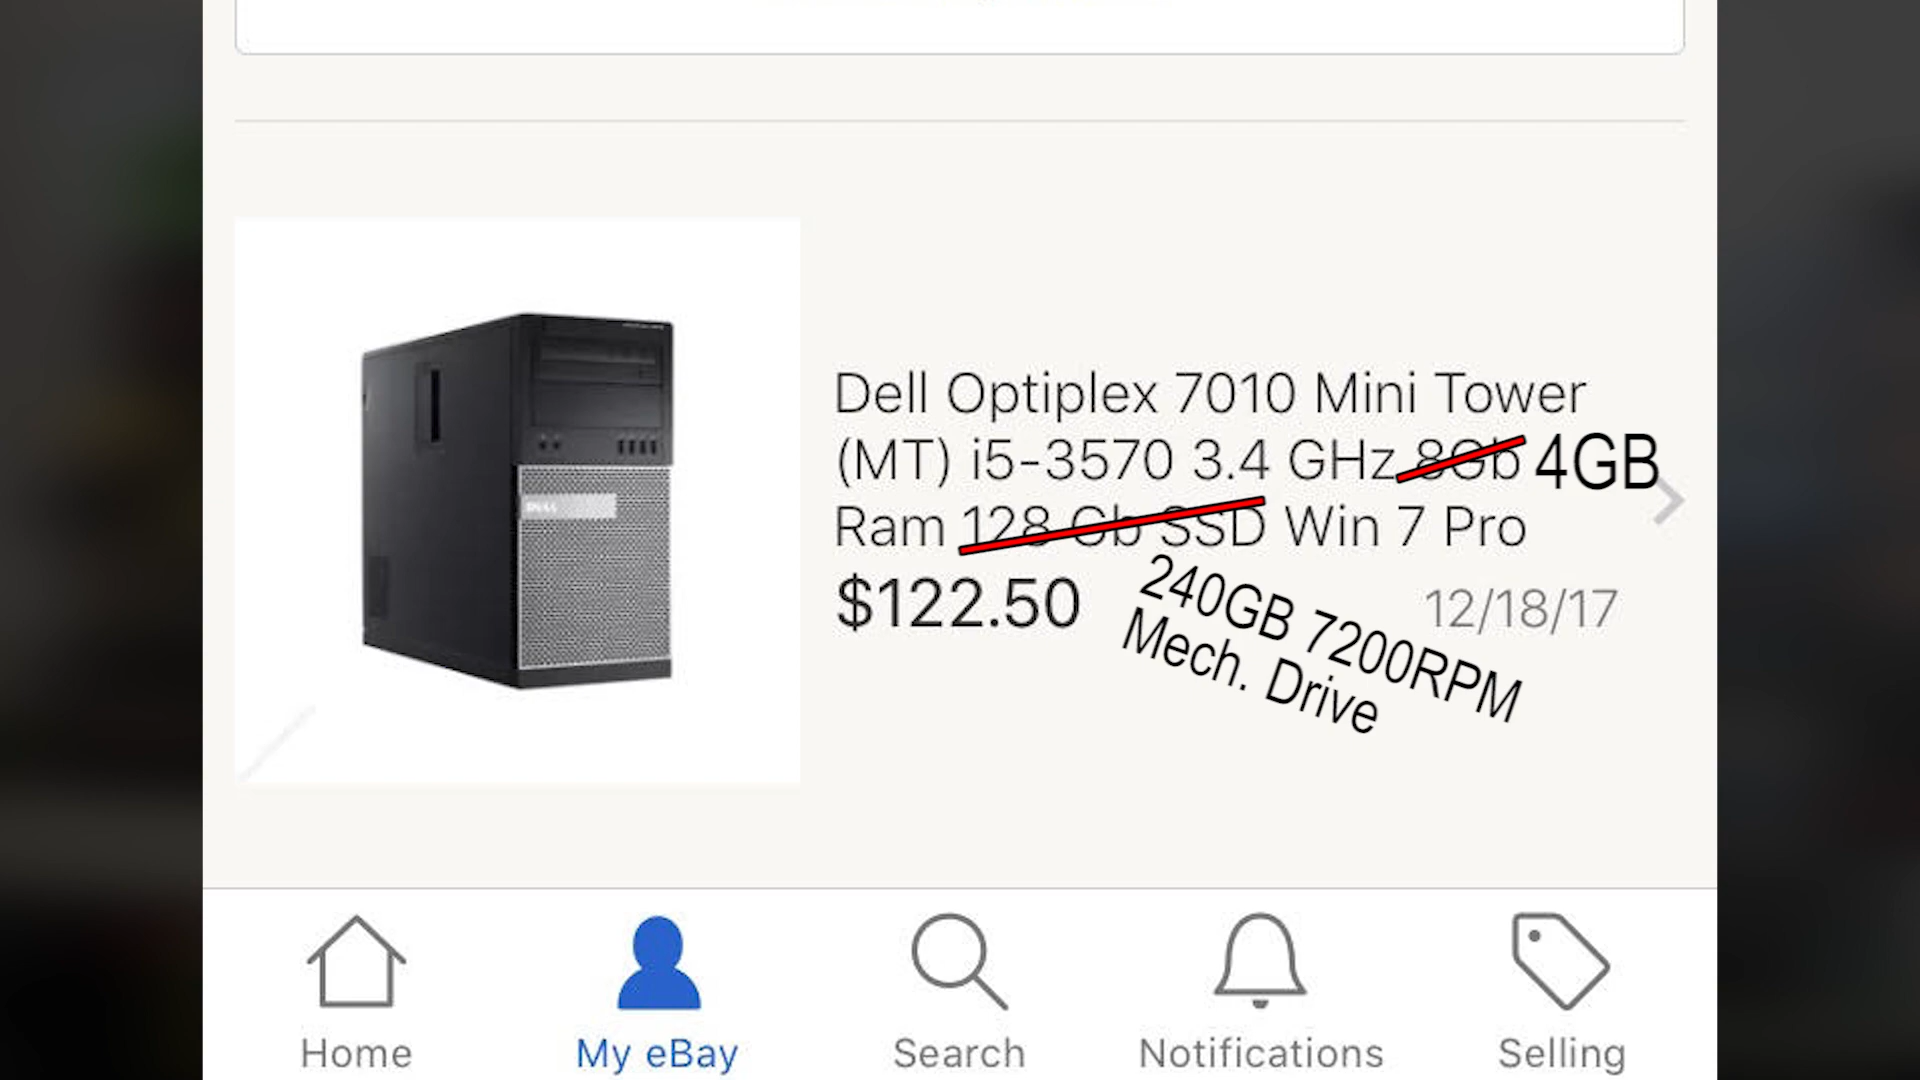 Dell Optiplex 7010 Mini Tower
(MT) i5-3570 3.4 GHz 8Gb 4GB
Ram 128 Gb SSD Win 7 Pro
$122.50
240GB 7200RPM
Mech. Drive
12/18/17
DELL
Home
My eBay
Search
Notifications
Selling